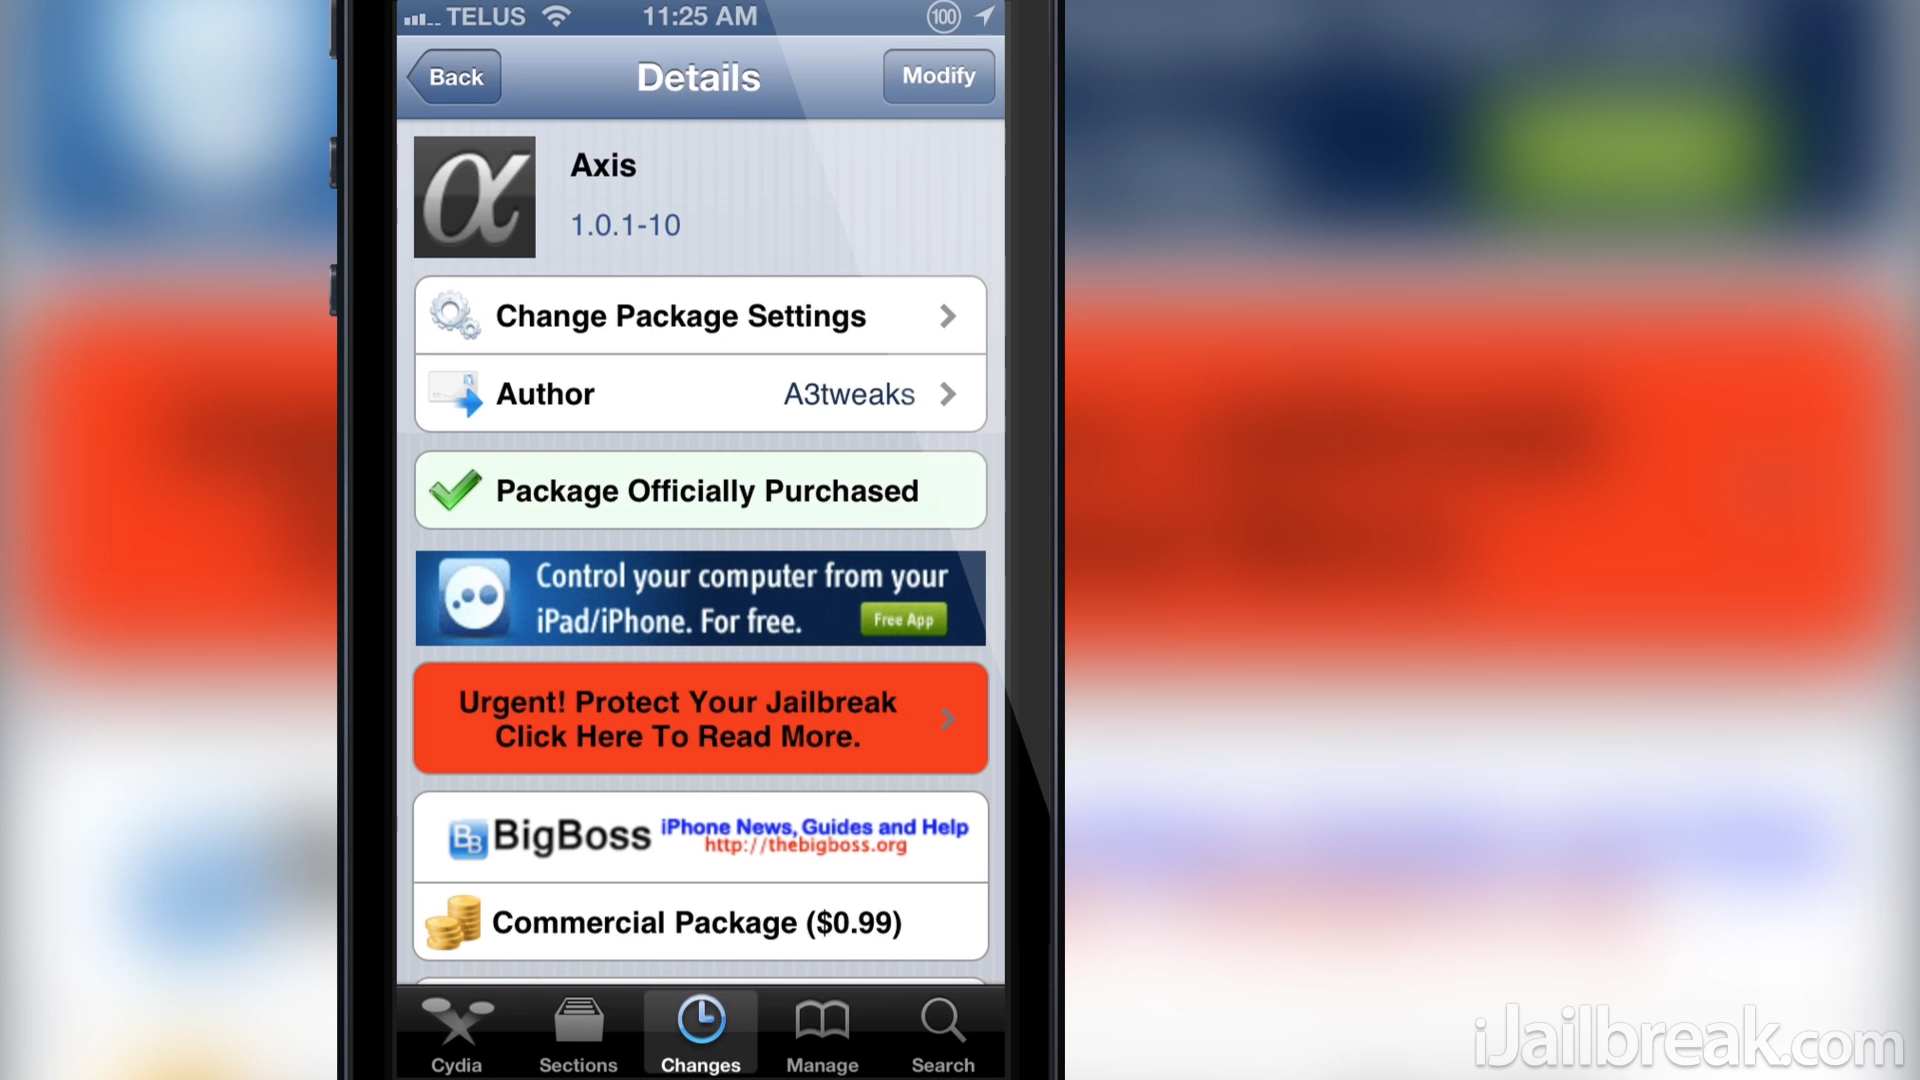 TELUS 11:25 AM 100
Back Details Modify
α
Axis
1.0.1-10
Change Package Settings
Author A3tweaks
Package Officially Purchased
Control your computer from your
iPad/iPhone. For free. Free App
Urgent! Protect Your Jailbreak
Click Here To Read More.
BB BigBoss iPhone News, Guides and Help
http://thebigboss.org
Commercial Package ($0.99)
Cydia Sections Changes Manage Search
iJailbreak.com